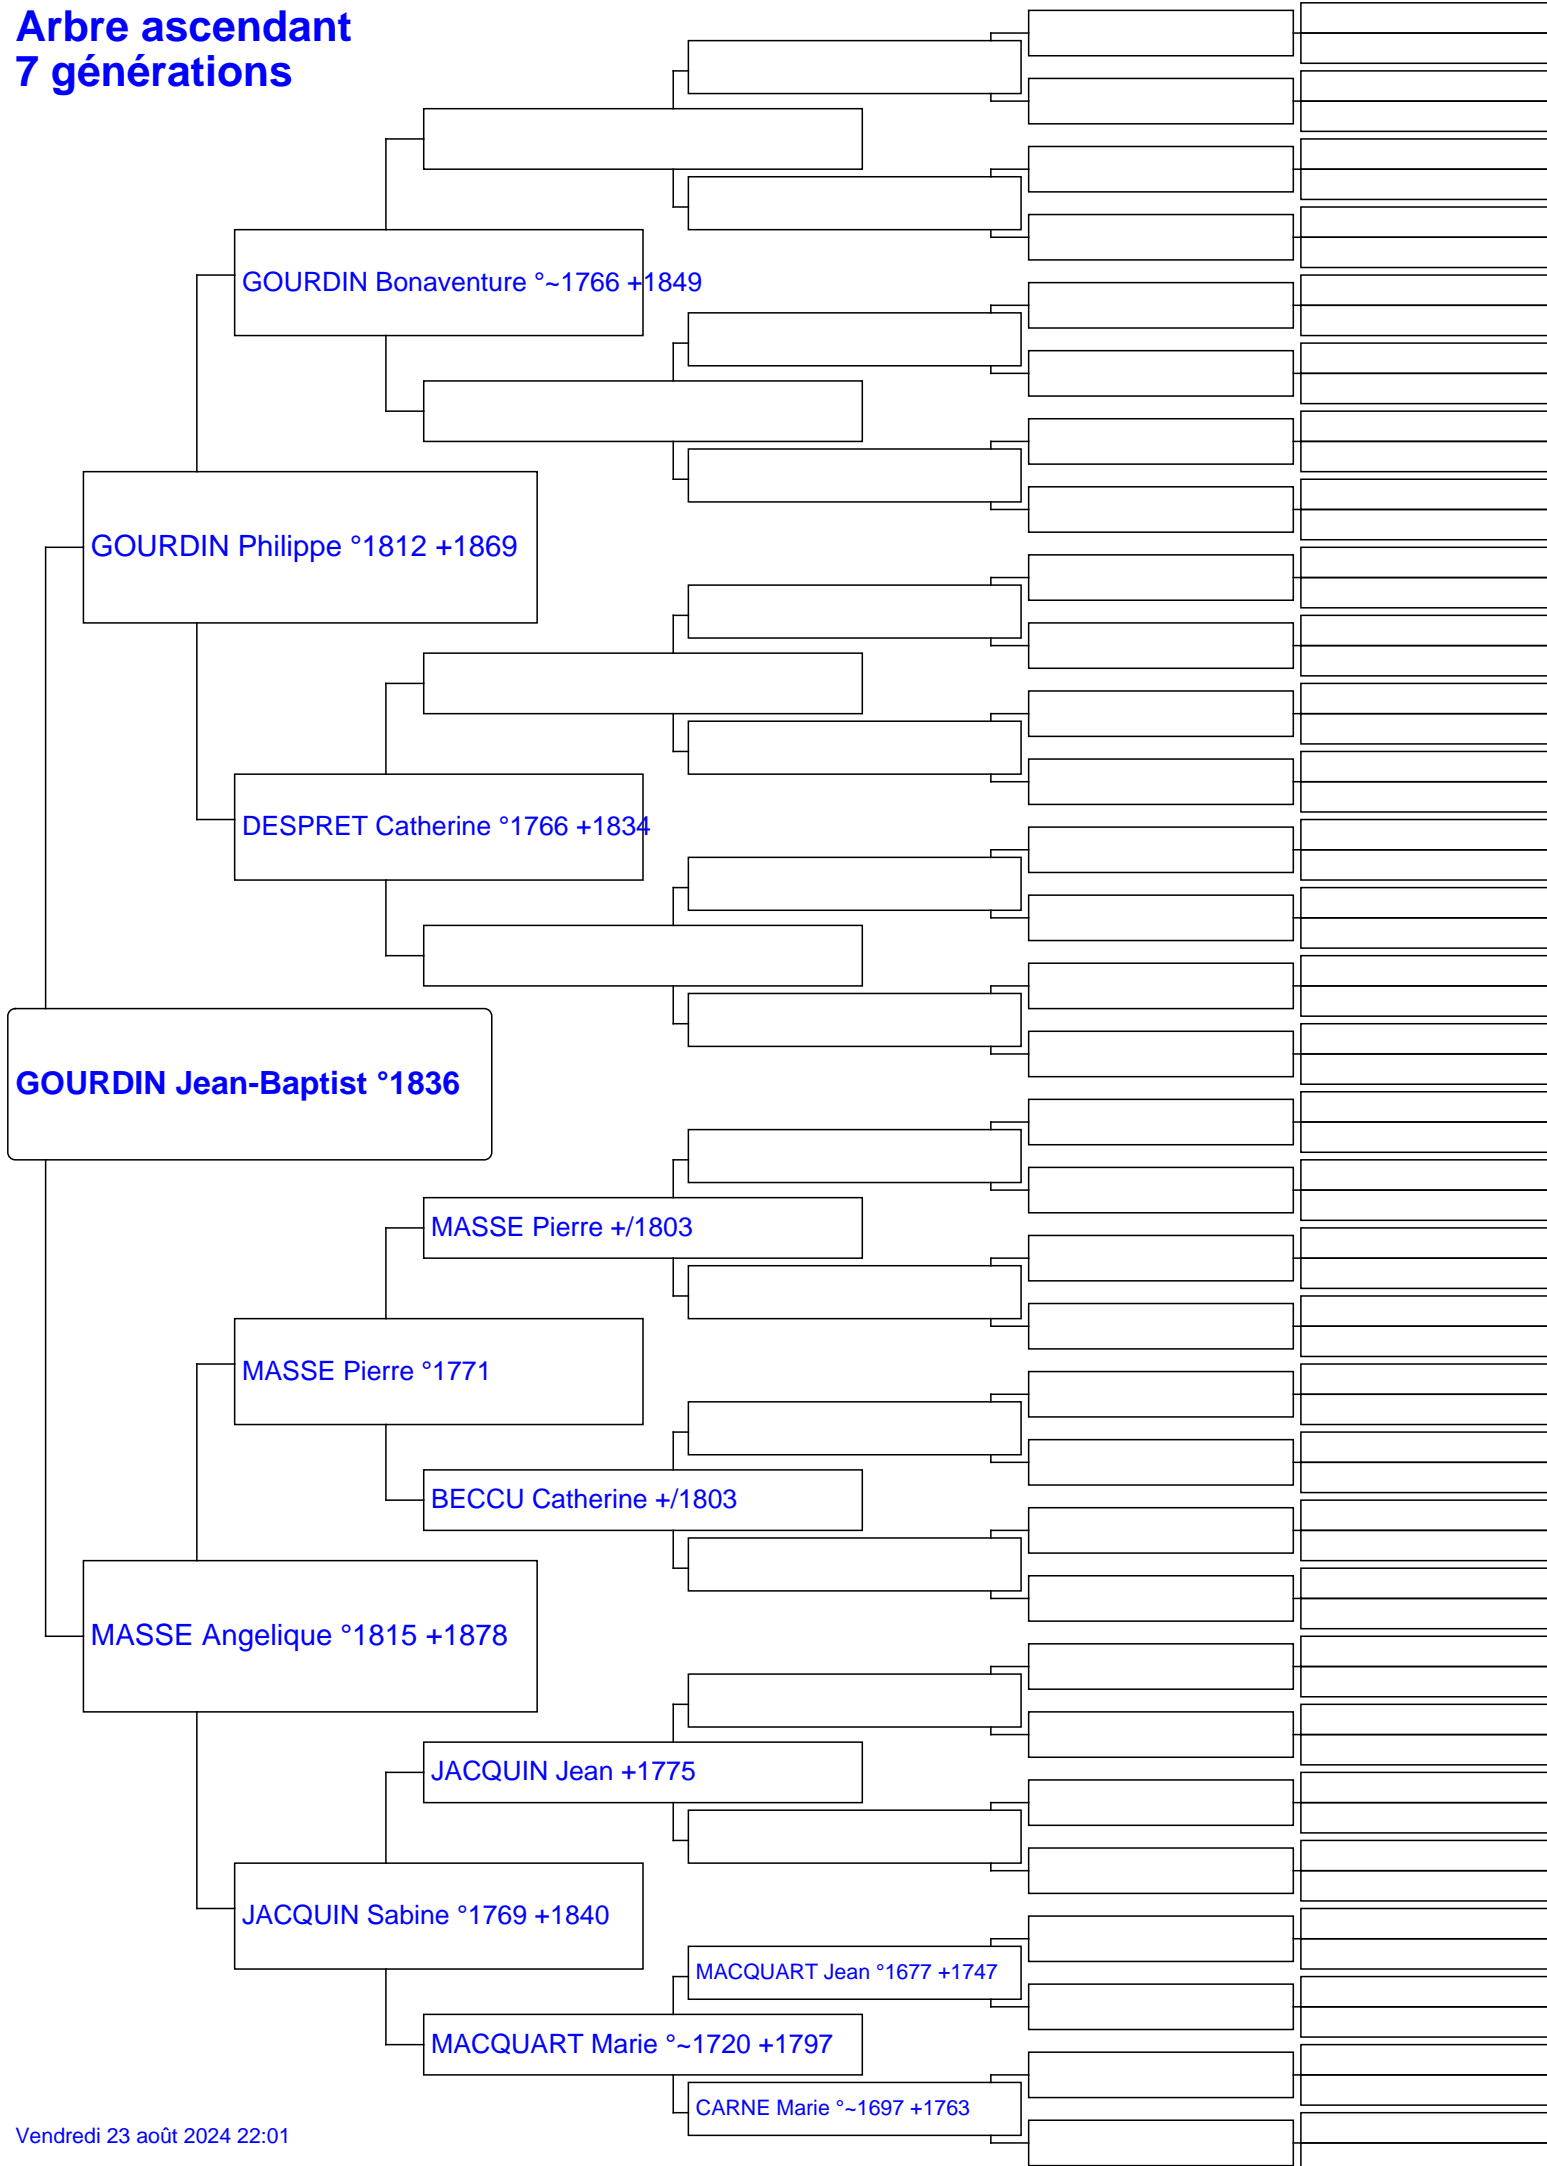 Arbre ascendant
7 générations
GOURDIN Bonaventure °~1766 +1849
GOURDIN Philippe °1812 +1869
DESPRET Catherine °1766 +1834
GOURDIN Jean-Baptist °1836
MASSE Pierre +/1803
MASSE Pierre °1771
BECCU Catherine +/1803
MASSE Angelique °1815 +1878
JACQUIN Jean +1775
JACQUIN Sabine °1769 +1840
MACQUART Jean °1677 +1747
MACQUART Marie °~1720 +1797
CARNE Marie °~1697 +1763
Vendredi 23 août 2024 22:01